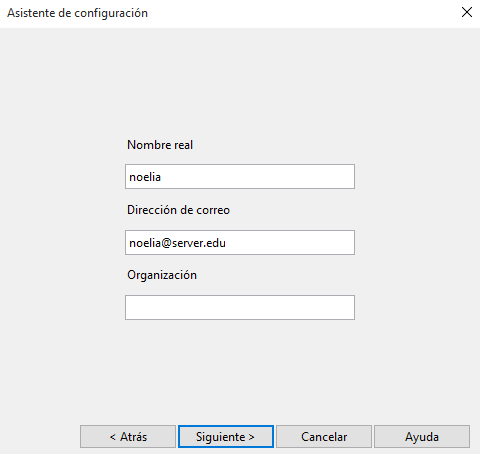 Asistente de configuración
Nombre real
noelia
Dirección de correo
noelia@server.edu
Organización
< Atrás
Siguiente >
Cancelar
Ayuda